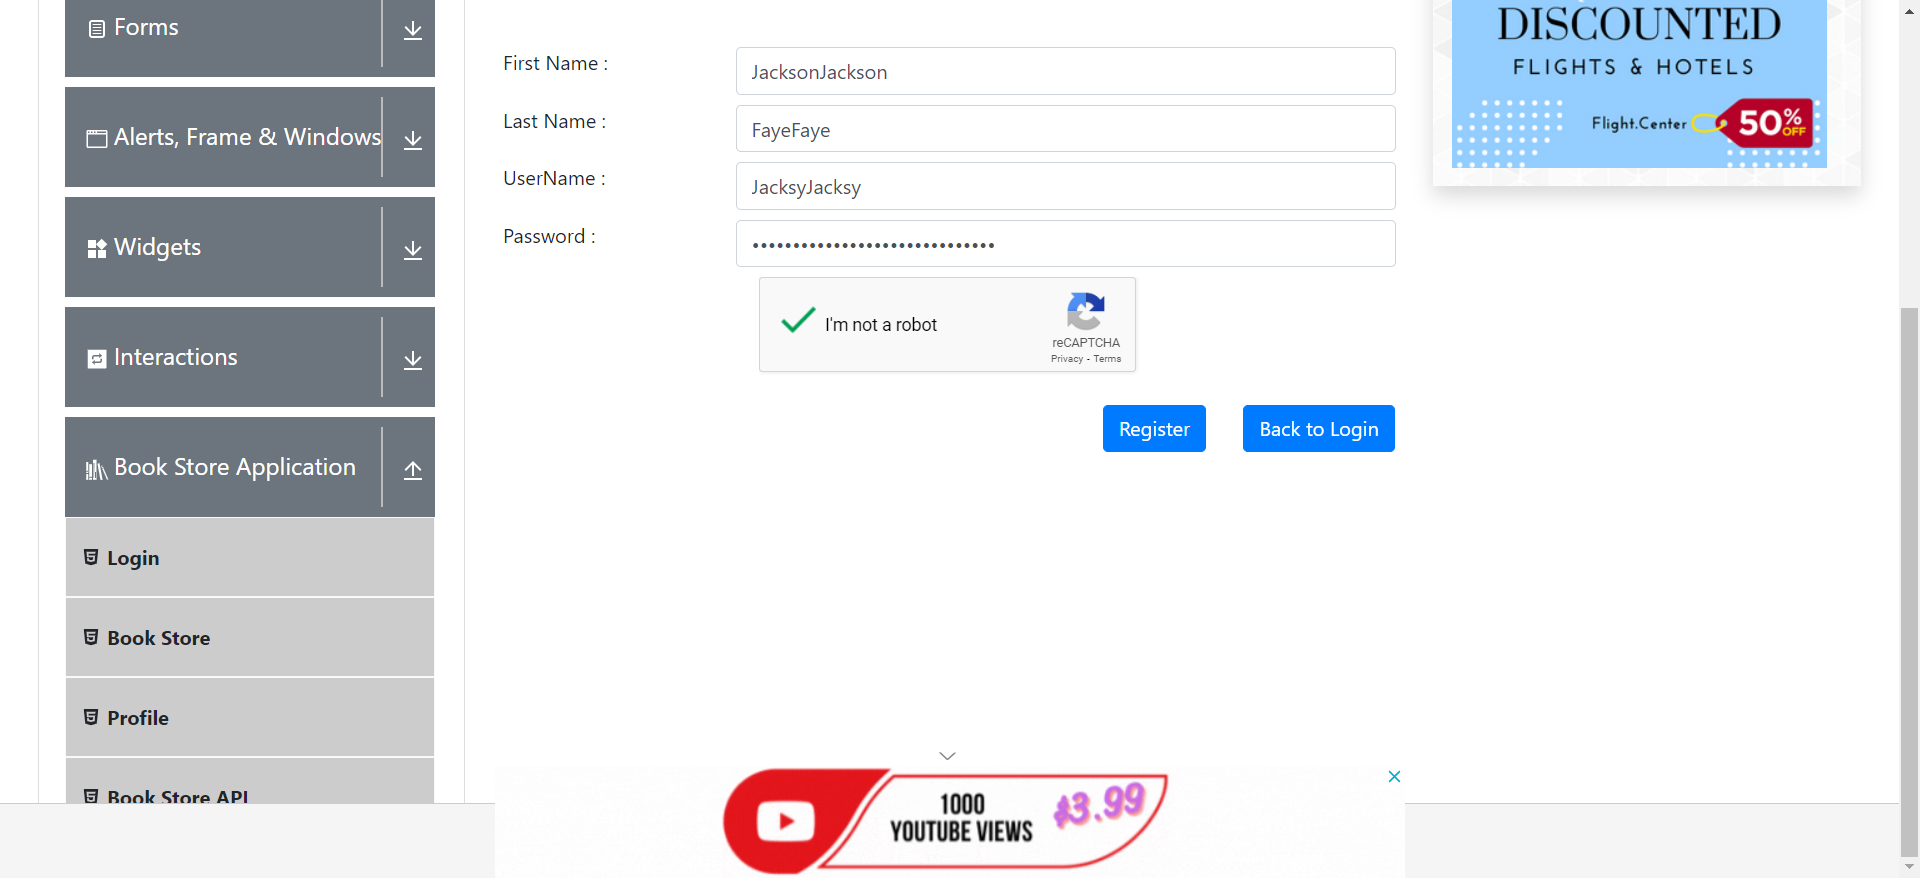 Forms
Alerts, Frame & Windows
Widgets
Interactions
Book Store Application
Login
Book Store
Profile
Book Store API
First Name :
JacksonJackson
Last Name :
FayeFaye
UserName :
JacksyJacksy
Password :
••••••••••••••••••••••••••••••
I'm not a robot
reCAPTCHA
Privacy - Terms
Register
Back to Login
DISCOUNTED
FLIGHTS & HOTELS
Flight.Center
50% OFF
1000
YOUTUBE VIEWS
$3.99